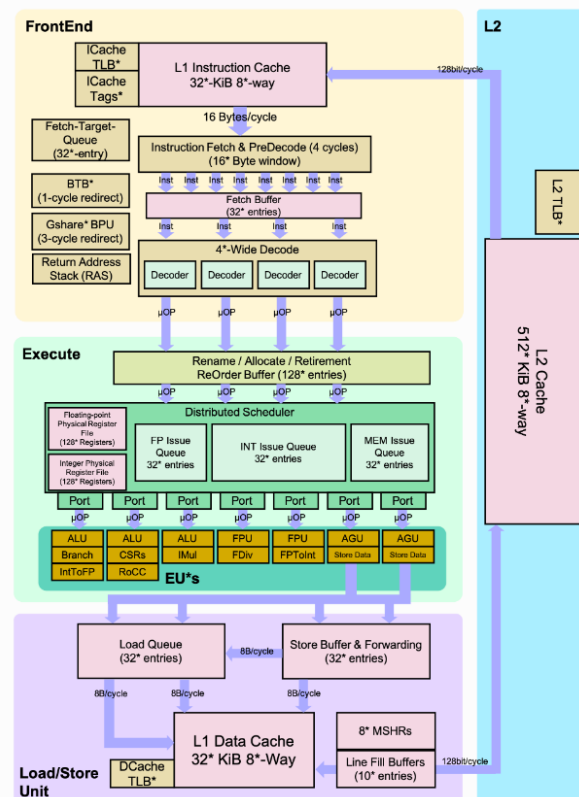 FrontEnd
ICache
TLB*
ICache
Tags*
L1 Instruction Cache
32*-KiB 8*-way
16 Bytes/cycle
Fetch-Target-
Queue
(32*-entry)
BTB*
(1-cycle redirect)
Gshare* BPU
(3-cycle redirect)
Return Address
Stack (RAS)
Instruction Fetch & PreDecode (4 cycles)
(16* Byte window)
Inst Inst Inst Inst Inst Inst Inst Inst
Fetch Buffer
(32* entries)
Inst Inst Inst Inst
4*-Wide Decode
Decoder Decoder Decoder Decoder
µOP µOP µOP µOP
Execute
Rename / Allocate / Retirement
ReOrder Buffer (128* entries)
µOP µOP µOP µOP
Distributed Scheduler
Floating-point
Physical Register
File
(128* Registers)
Integer Physical
Register File
(128* Registers)
FP Issue
Queue
32* entries
INT Issue Queue
32* entries
MEM Issue
Queue
32* entries
Port Port Port Port Port Port Port
µOP µOP µOP µOP µOP µOP µOP
ALU ALU ALU FPU FPU AGU AGU
Branch CSRs IMul FDiv FPToInt Store Data Store Data
IntToFP RoCC
EU*s
Load Queue
(32* entries)
8B/cycle
Store Buffer & Forwarding
(32* entries)
8B/cycle 8B/cycle 8B/cycle
L1 Data Cache
32* KiB 8*-Way
DCache
TLB*
8* MSHRs
Line Fill Buffers
(10* entries)
128bit/cycle
Load/Store
Unit
L2
128bit/cycle
L2 TLB*
L2 Cache
512* KiB 8*-way